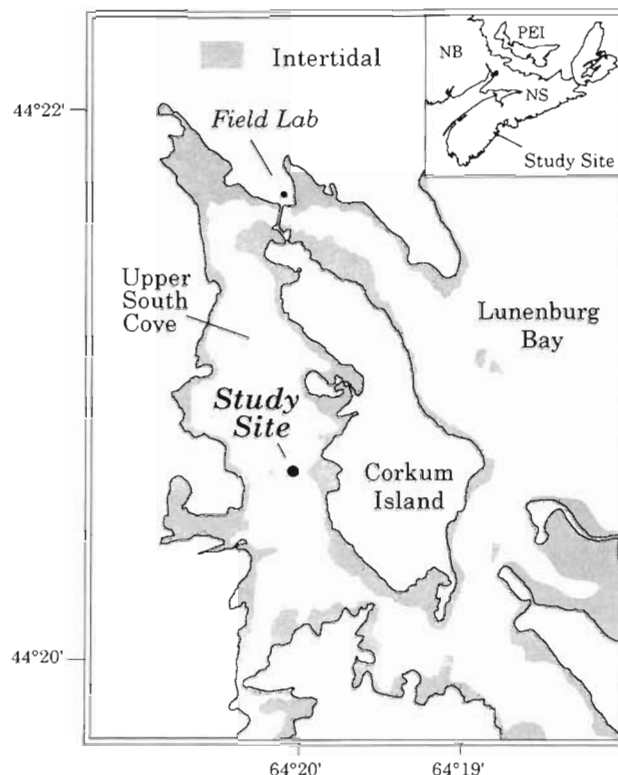 Intertidal
PEI
NB
NS
Study Site
44°22'
Field Lab
Upper
South
Cove
Lunenburg
Bay
Study
Site
Corkum
Island
44°20'
64°20'
64°19'